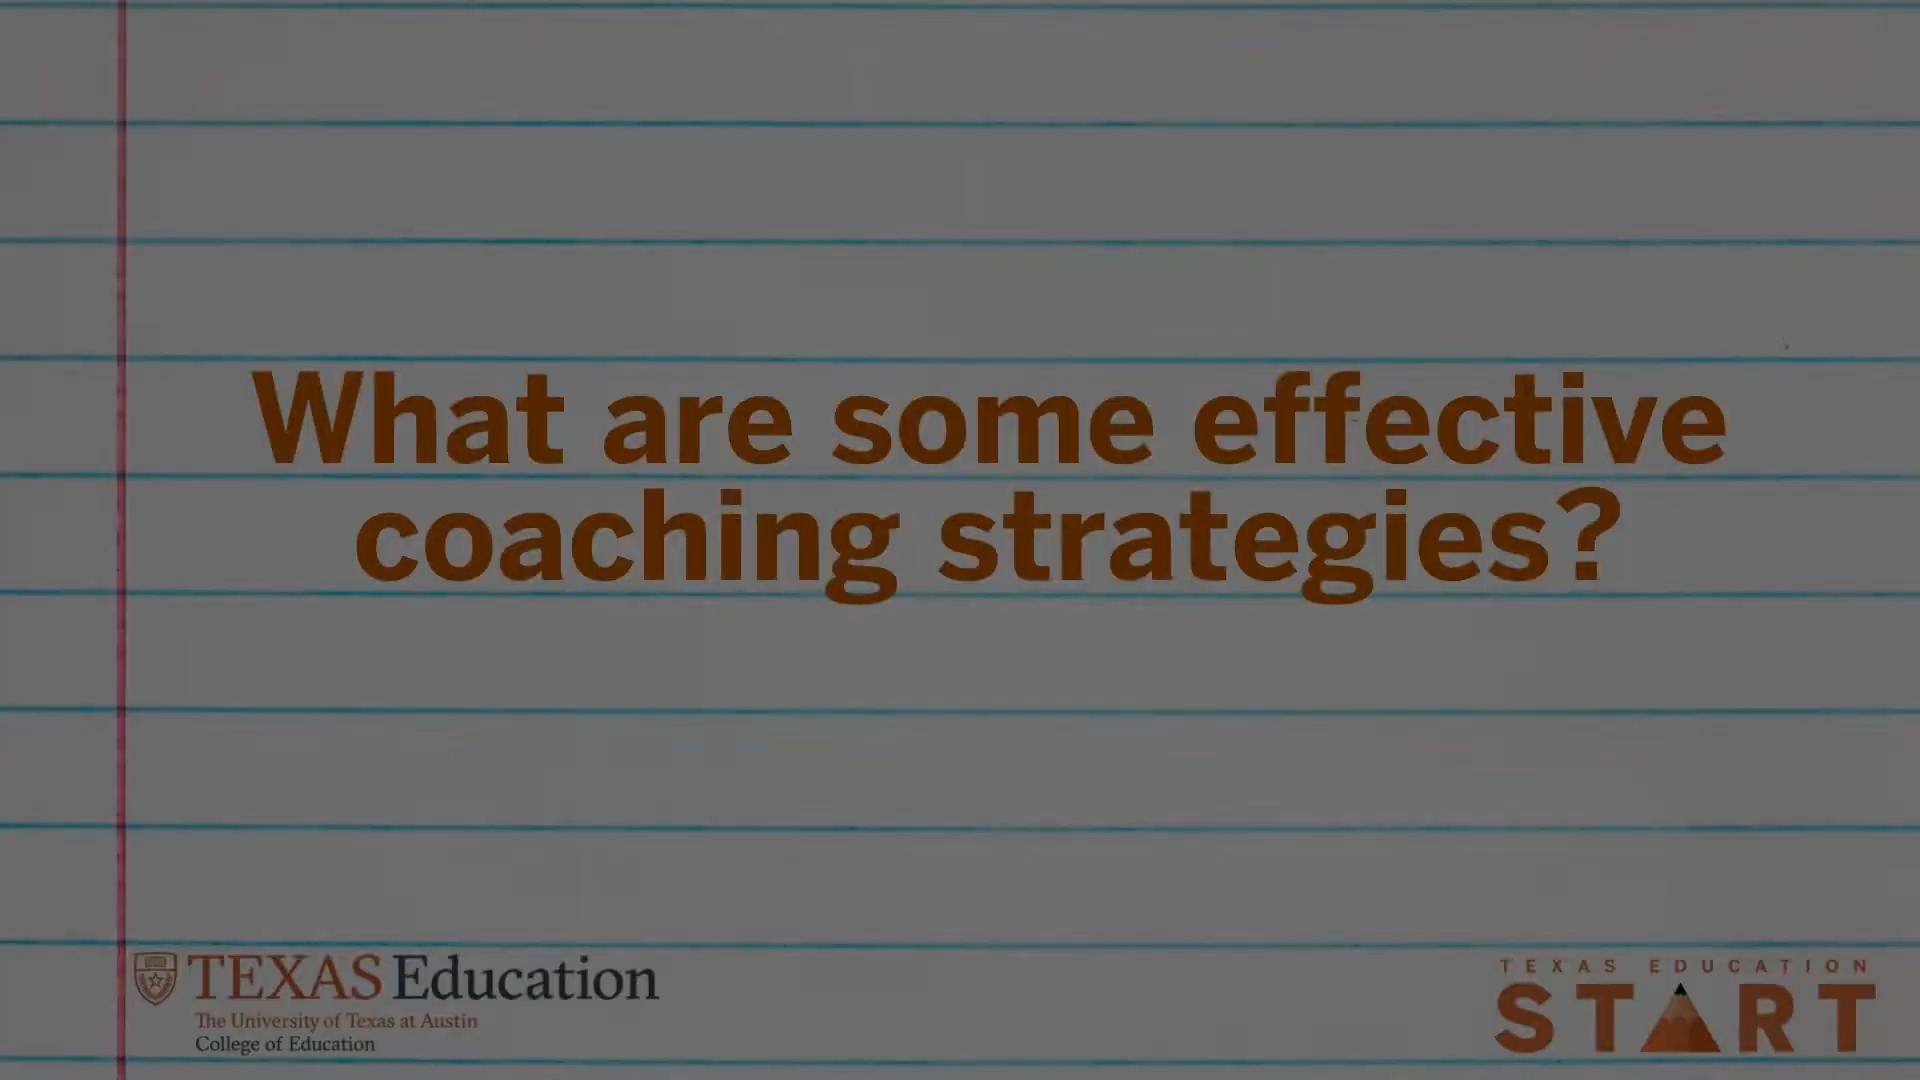 What are some effective
coaching strategies?
TEXAS Education
The University of Texas at Austin
College of Education
TEXAS EDUCATION
START